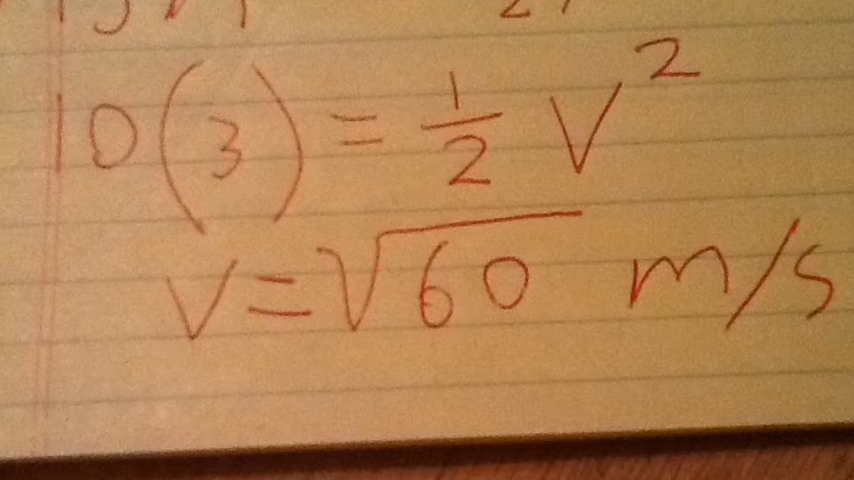 10(3) = 1/2 V²
V = √60 m/s